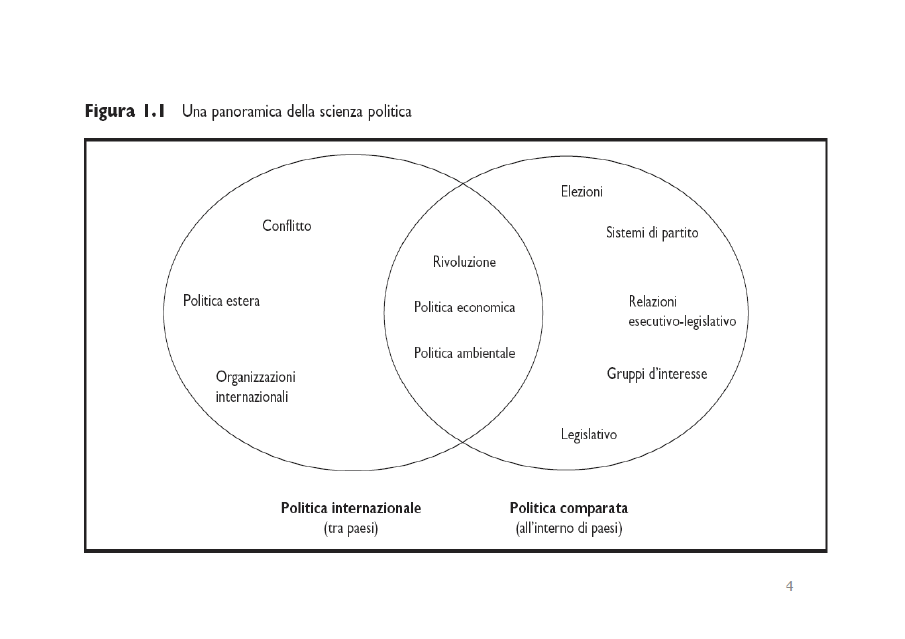 Figura 1.1 Una panoramica della scienza politica
Conflitto
Politica estera
Organizzazioni
internazionali
Rivoluzione
Politica economica
Politica ambientale
Elezioni
Sistemi di partito
Relazioni
esecutivo-legislativo
Gruppi d'interesse
Legislativo
Politica internazionale
(tra paesi)
Politica comparata
(all'interno di paesi)
4